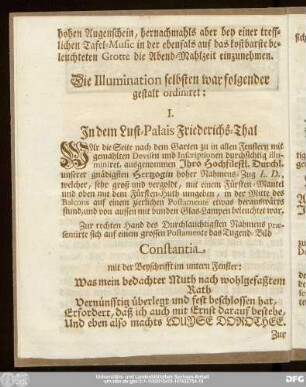 hohen Augenschein, hernachmahls aber bey einer treff-
lichen Tafel-Music in der ebenfals auf das kostbarste be-
leuchteten Grotte die Abend-Mahlzeit einzunehmen.
Die Illumination selbsten war folgender
gestalt ordiniret:
I.
In dem Lust-Palais Friederichs-Thal
War die Seite nach dem Garten zu in allen Fenstern mit
gemahlten Devisen und Inscriptionen durchsichtig illu-
miniret, ausgenommen Ihro Hochfürstl. Durchl.
unserer gnädigsten Hertzogin hoher Nahmens-Zug L. D.
welcher, sehr groß und vergoldt, mit einem Fürsten-Mantel
und oben mit dem Fürsten-Huth umgeben, in der Mitte des
Balcons auf einem zierlichen Postamente etwas herauswärts
stund, und von aussen mit bunden Glas-Lampen beleuchtet war.
Zur rechten Hand des Durchlauchtigsten Nahmens præ-
sentirte sich auf einem grossen Postamente das Tugend-Bild
Constantia
mit der Beyschrifft im untern Fenster:
Was mein bedachter Muth nach wohlgefaßtem
Rath
Vernünfftig überlegt und fest beschlossen hat,
Erfordert, daß ich auch mit Ernst darauf bestehe,
Und eben also machts LOUYSE DOROTHEE.
Zur